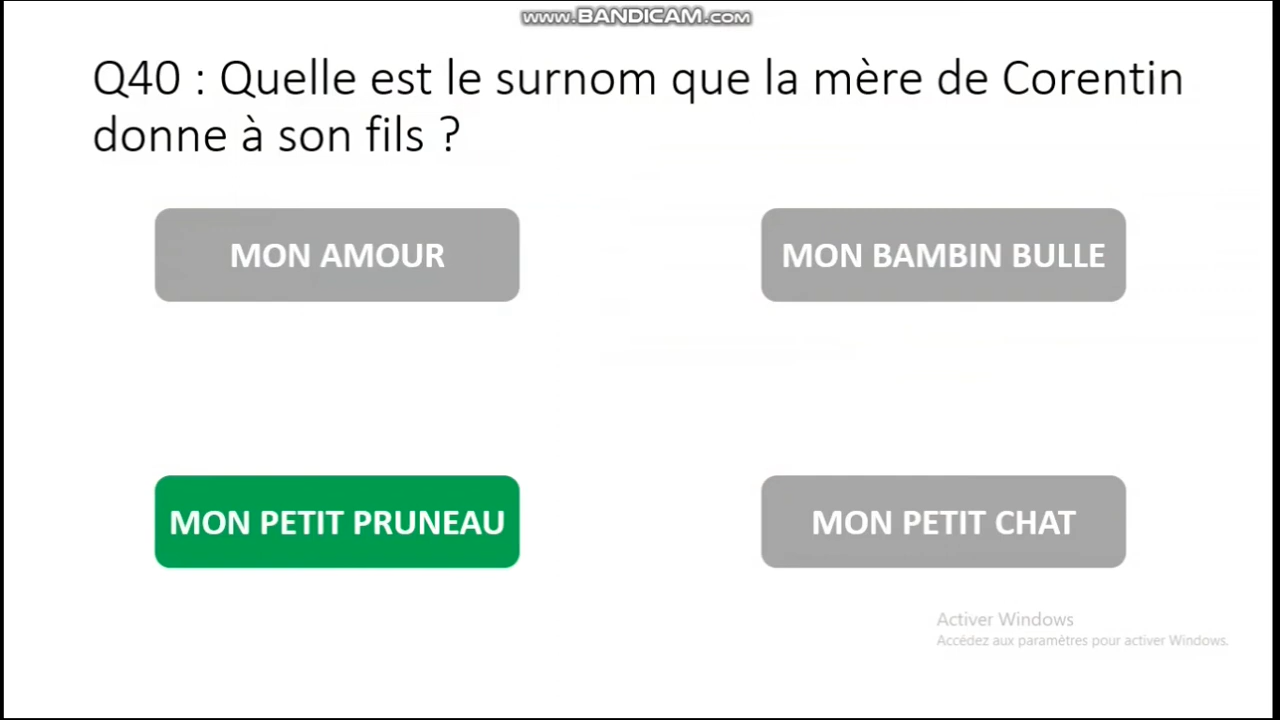 www.BANDICAM.com
Q40 : Quelle est le surnom que la mère de Corentin
donne à son fils ?
MON AMOUR
MON BAMBIN BULLE
MON PETIT PRUNEAU
MON PETIT CHAT
Activer Windows
Accédez aux paramètres pour activer Windows.